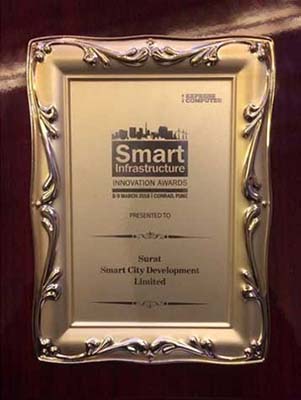 EXPRESS
COMPUTER
Smart
Infrastructure
INNOVATION AWARDS
8-9 MARCH 2018 | CONRAD, PUNE
PRESENTED TO
Surat
Smart City Development
Limited